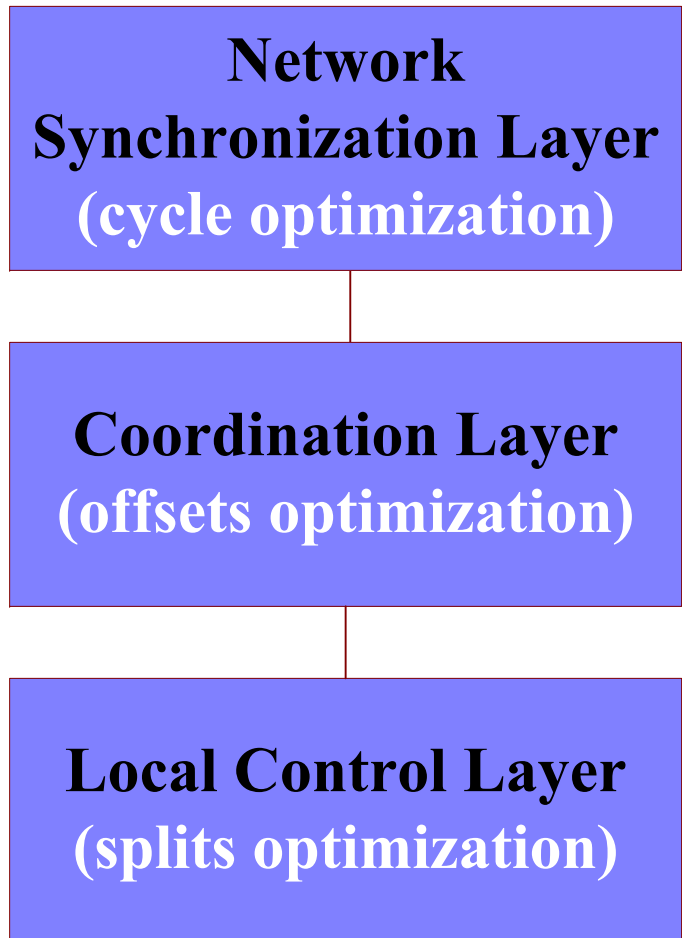 Network
Synchronization Layer
(cycle optimization)
Coordination Layer
(offsets optimization)
Local Control Layer
(splits optimization)